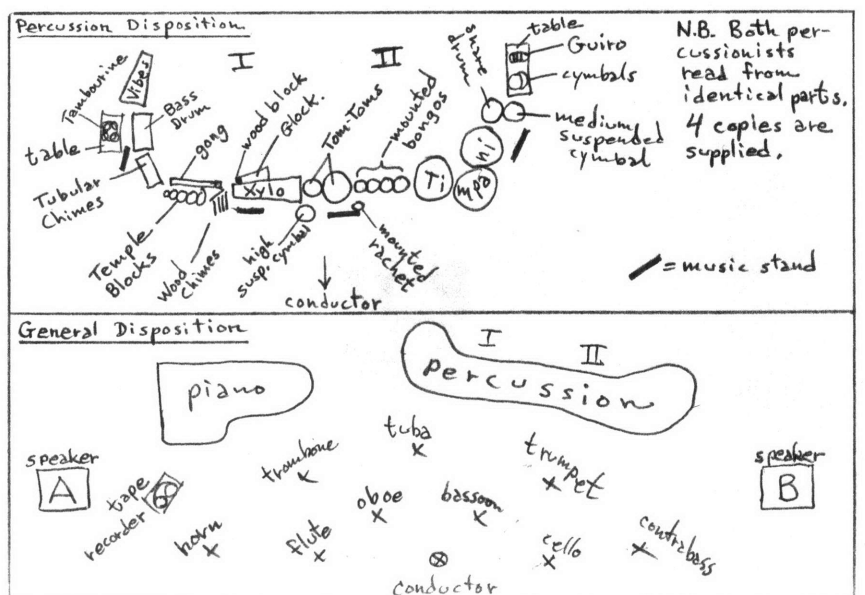 Percussion Disposition
I
II
N.B. Both per-
cussionists
read from
identical parts.
4 copies are
supplied.
Tambourine
Vibes
Bass
Drum
table
Tubular
Chimes
gong
wood block
Glock.
Xylo
Tom-Toms
mounted
bongos
Ti
mpa
ni
snare
drum
table
Guiro
cymbals
medium
suspended
cymbal
Temple
Blocks
Wood
Chimes
high
susp. cymbal
mounted
rachet
conductor
= music stand
General Disposition
I
II
piano
percussion
speaker
A
tape
recorder
trombone
tuba
trumpet
speaker
B
horn
flute
oboe
bassoon
cello
contrabass
conductor